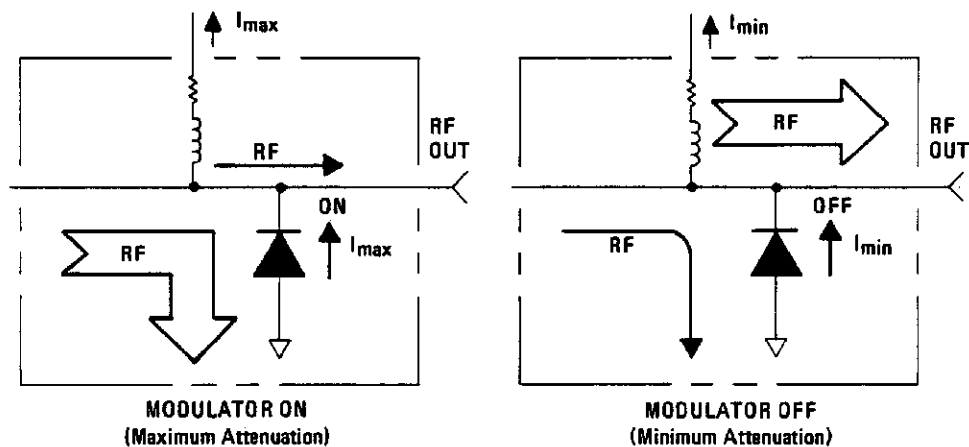 Imax
RF
OUT
RF
ON
Imax
RF
MODULATOR ON
(Maximum Attenuation)
Imin
RF
RF
OUT
OFF
Imin
RF
MODULATOR OFF
(Minimum Attenuation)